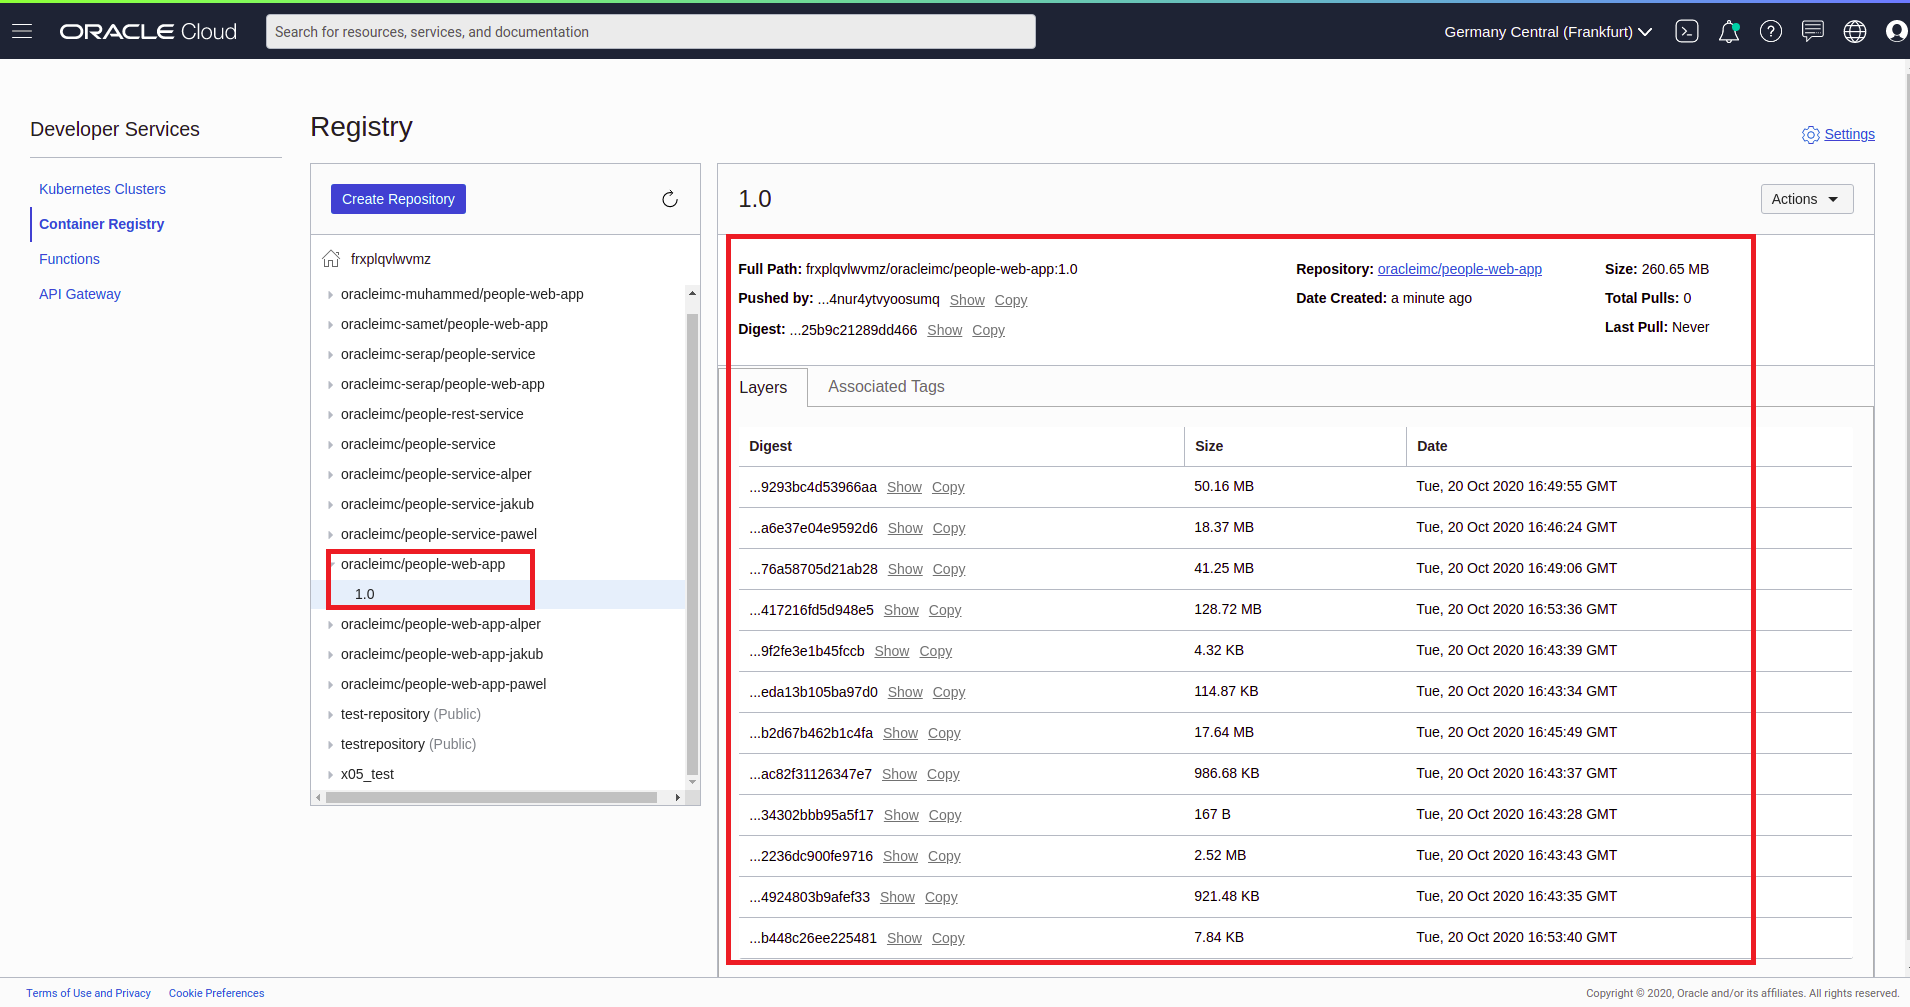 ORACLE Cloud
Search for resources, services, and documentation
Germany Central (Frankfurt)
Developer Services
Kubernetes Clusters
Container Registry
Functions
API Gateway
Registry
Settings
Create Repository
frxplqvlwvmz
oracleimc-muhammed/people-web-app
oracleimc-samet/people-web-app
oracleimc-serap/people-service
oracleimc-serap/people-web-app
oracleimc/people-rest-service
oracleimc/people-service
oracleimc/people-service-alper
oracleimc/people-service-jakub
oracleimc/people-service-pawel
oracleimc/people-web-app
1.0
oracleimc/people-web-app-alper
oracleimc/people-web-app-jakub
oracleimc/people-web-app-pawel
test-repository (Public)
testrepository (Public)
x05_test
1.0
Actions
Full Path: frxplqvlwvmz/oracleimc/people-web-app:1.0
Pushed by: ...4nur4ytvyoosumq Show Copy
Digest: ...25b9c21289dd466 Show Copy
Repository: oracleimc/people-web-app
Date Created: a minute ago
Size: 260.65 MB
Total Pulls: 0
Last Pull: Never
Layers Associated Tags
Digest Size Date
...9293bc4d53966aa Show Copy 50.16 MB Tue, 20 Oct 2020 16:49:55 GMT
...a6e37e04e9592d6 Show Copy 18.37 MB Tue, 20 Oct 2020 16:46:24 GMT
...76a58705d21ab28 Show Copy 41.25 MB Tue, 20 Oct 2020 16:49:06 GMT
...417216fd5d948e5 Show Copy 128.72 MB Tue, 20 Oct 2020 16:53:36 GMT
...9f2fe3e1b45fccb Show Copy 4.32 KB Tue, 20 Oct 2020 16:43:39 GMT
...eda13b105ba97d0 Show Copy 114.87 KB Tue, 20 Oct 2020 16:43:34 GMT
...b2d67b462b1c4fa Show Copy 17.64 MB Tue, 20 Oct 2020 16:45:49 GMT
...ac82f31126347e7 Show Copy 986.68 KB Tue, 20 Oct 2020 16:43:37 GMT
...34302bbb95a5f17 Show Copy 167 B Tue, 20 Oct 2020 16:43:28 GMT
...2236dc900fe9716 Show Copy 2.52 MB Tue, 20 Oct 2020 16:43:43 GMT
...4924803b9afef33 Show Copy 921.48 KB Tue, 20 Oct 2020 16:43:35 GMT
...b448c26ee225481 Show Copy 7.84 KB Tue, 20 Oct 2020 16:53:40 GMT
Terms of Use and Privacy Cookie Preferences
Copyright © 2020, Oracle and/or its affiliates. All rights reserved.